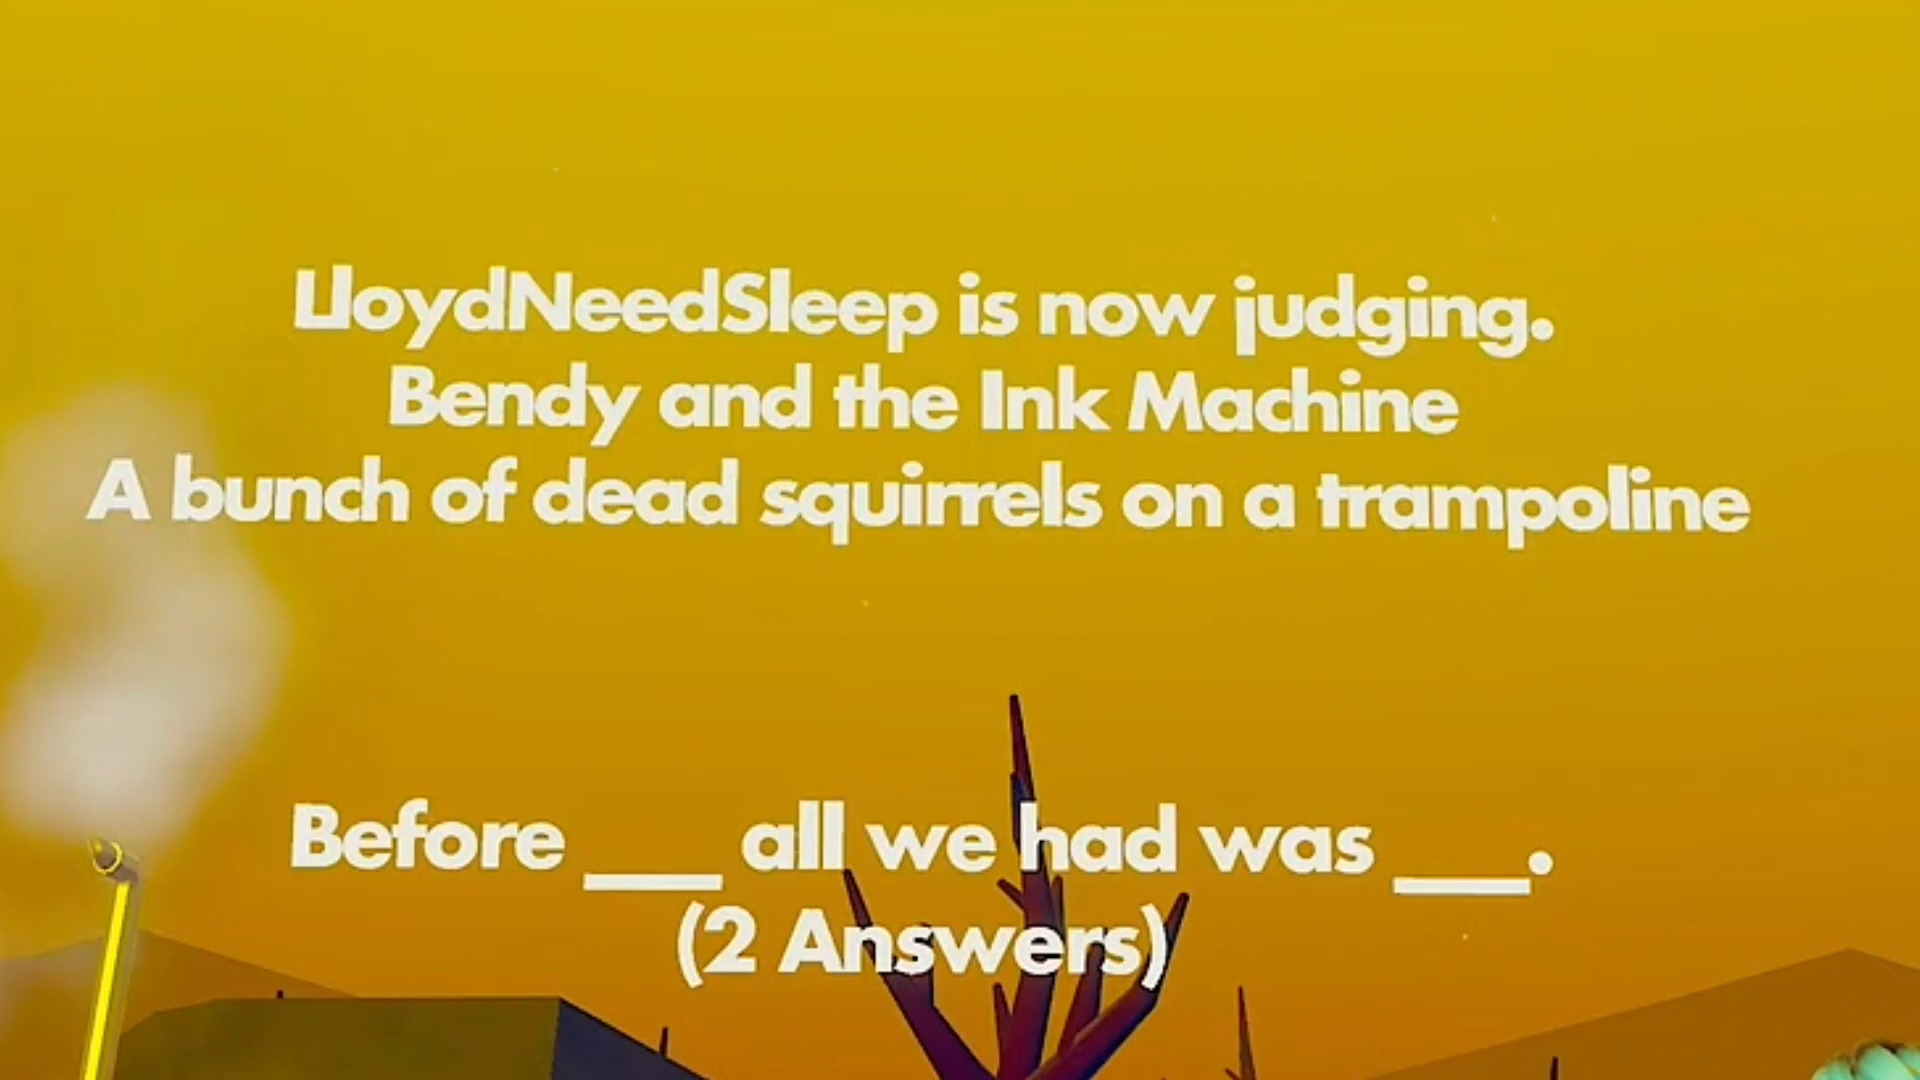 LloydNeedSleep is now judging.
Bendy and the Ink Machine
A bunch of dead squirrels on a trampoline
Before ___ all we had was ___.
(2 Answers)